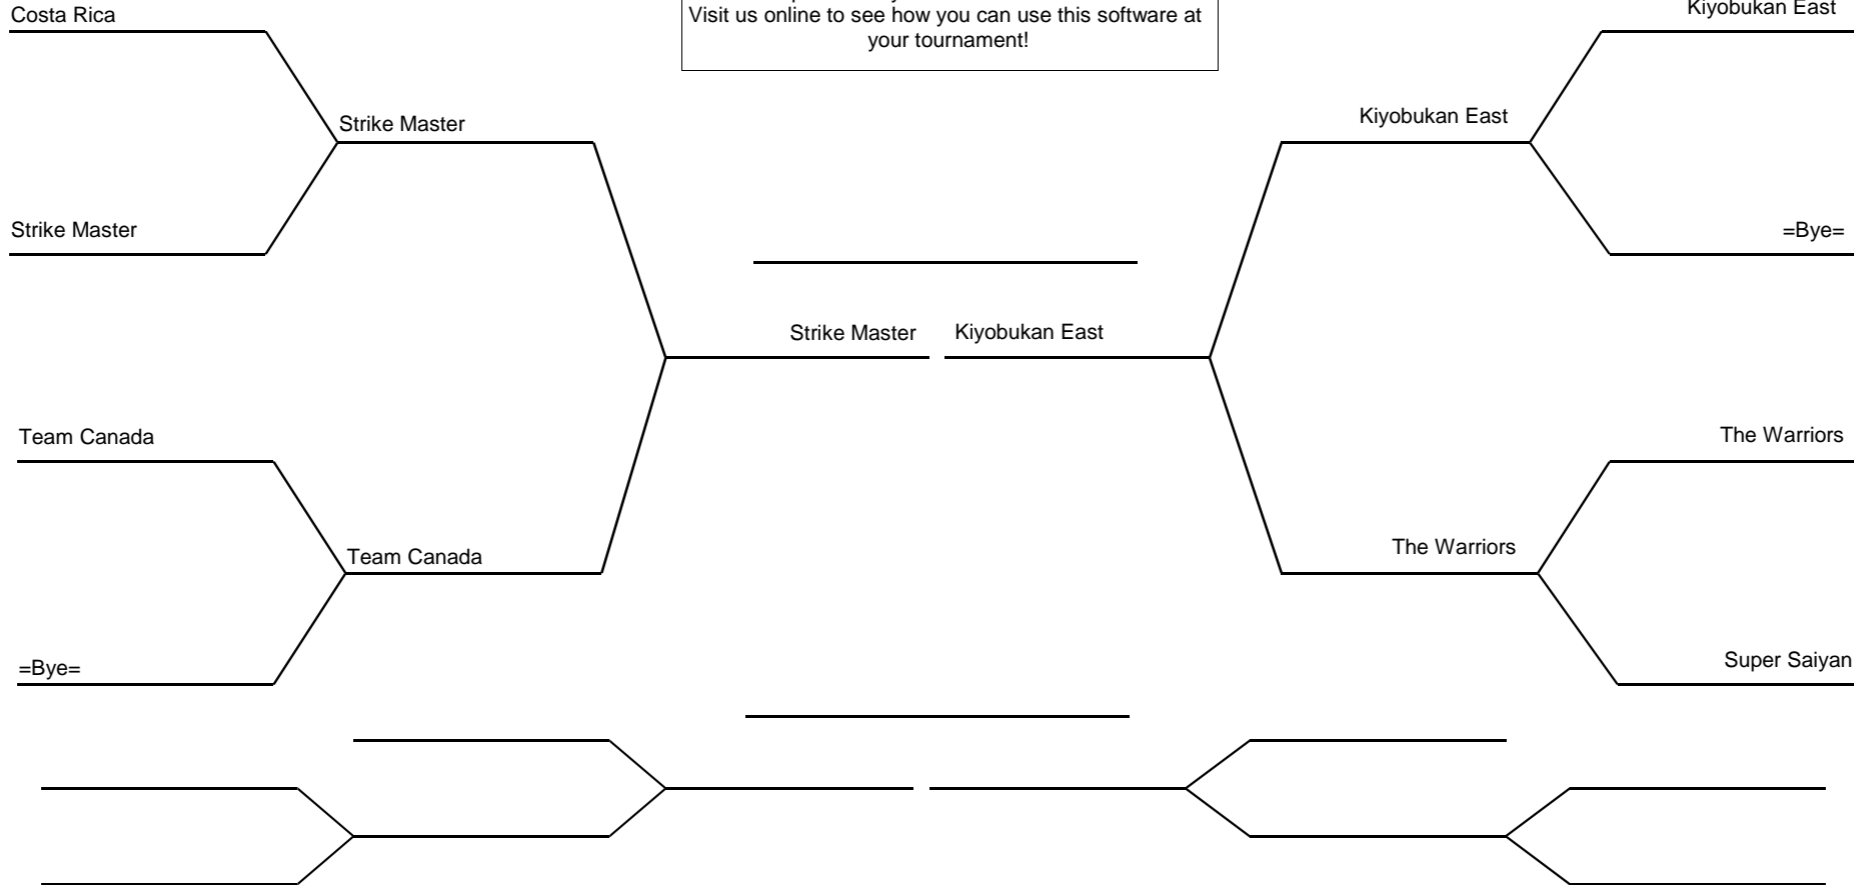 Costa Rica
Visit us online to see how you can use this software at
your tournament!
Kiyobukan East
Strike Master
Kiyobukan East
Strike Master
=Bye=
Strike Master
Kiyobukan East
Team Canada
The Warriors
Team Canada
The Warriors
=Bye=
Super Saiyan